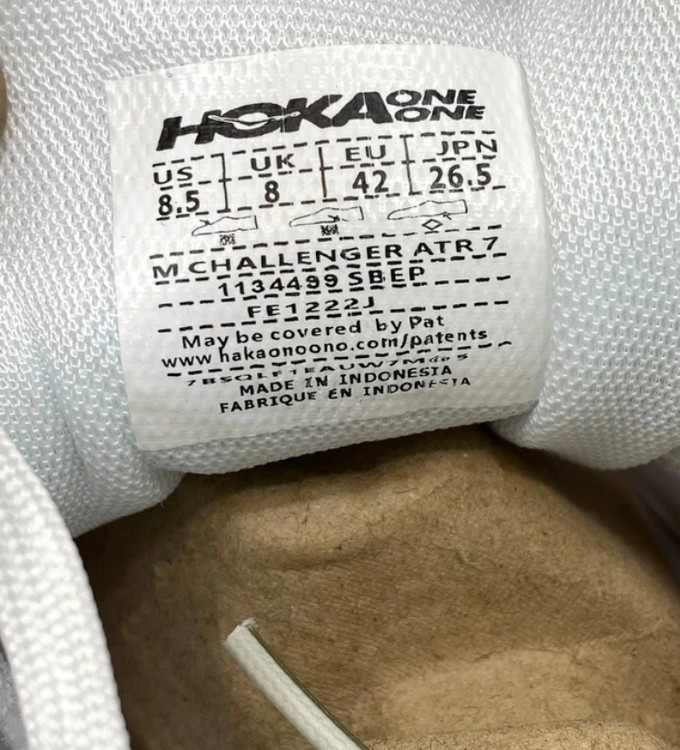 HOKA ONE ONE
US UK EU JPN
8.5 8 42 26.5
M CHALLENGER ATR 7
1134499 SBEP
FE1222J
May be covered by Pat
www.hakaonoono.com/patents
MADE IN INDONESIA
FABRIQUE EN INDONESIA